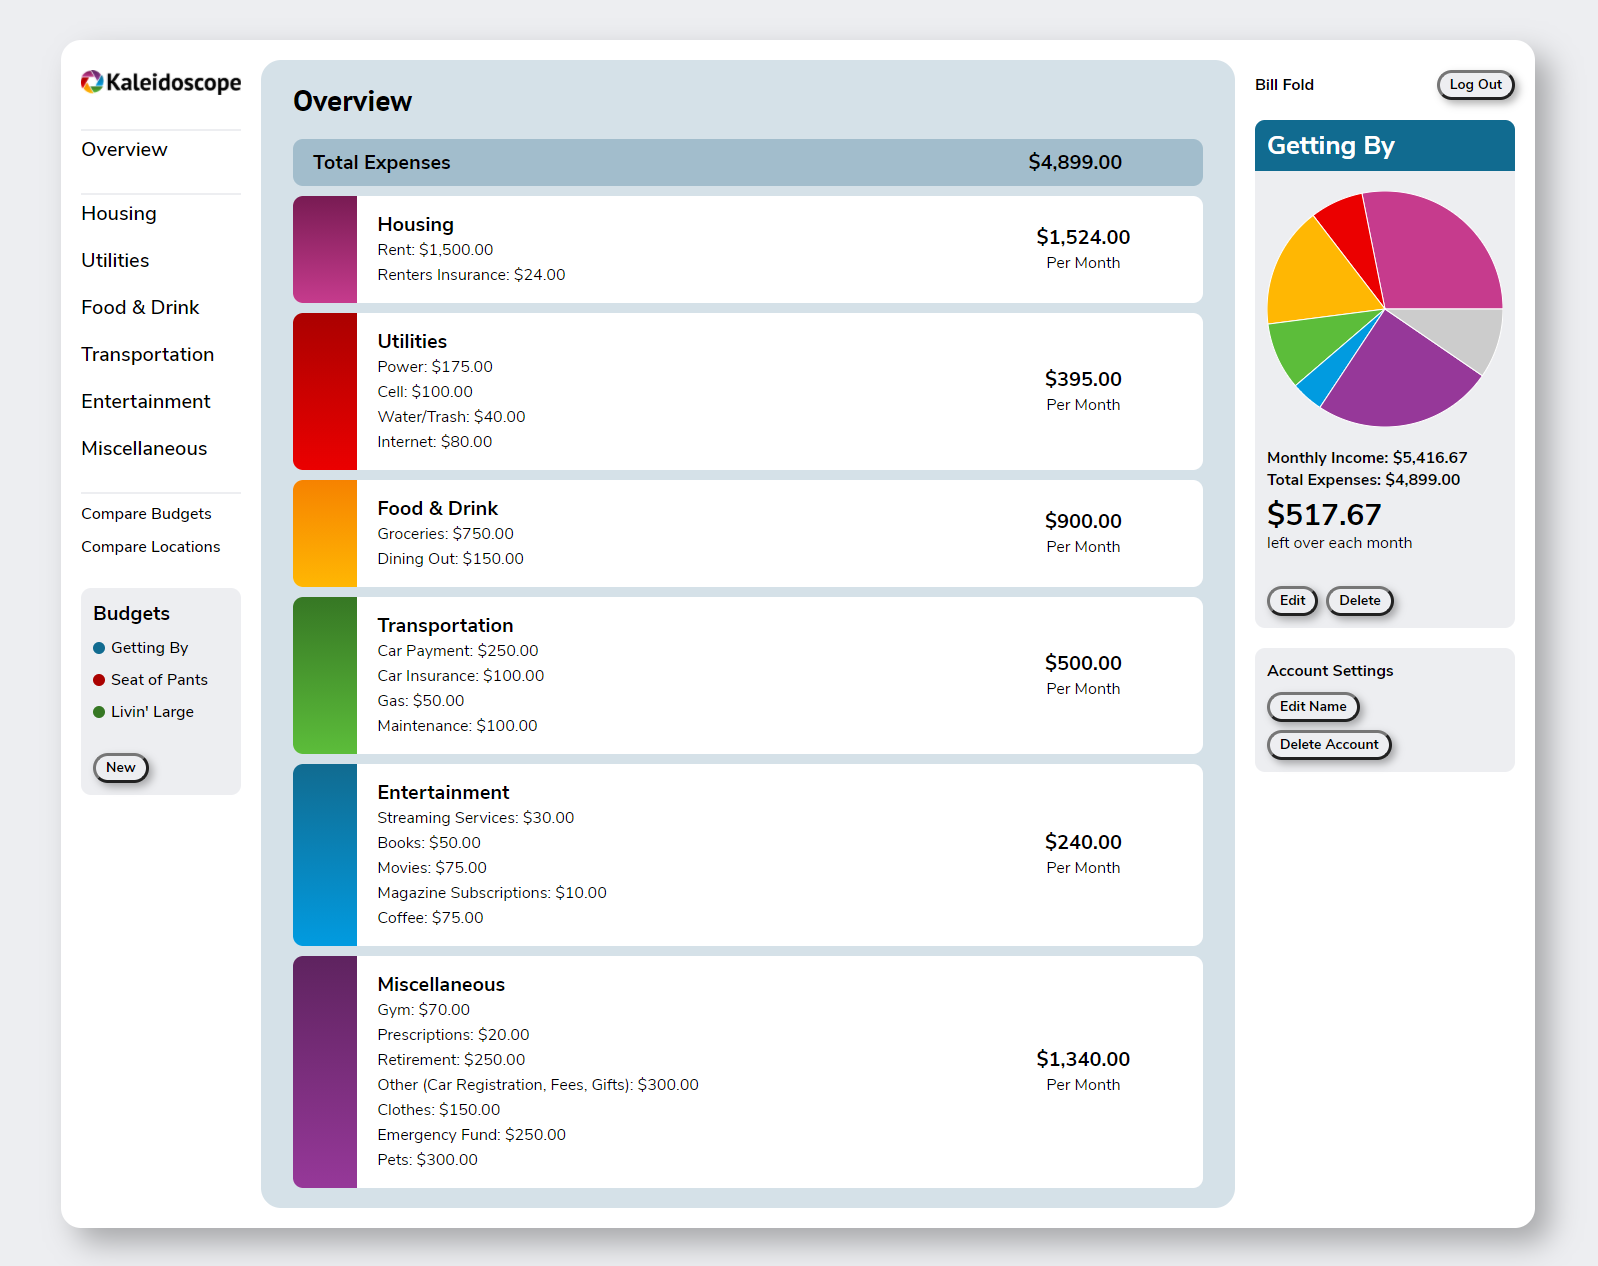 Kaleidoscope
Overview
Housing
Utilities
Food & Drink
Transportation
Entertainment
Miscellaneous
Compare Budgets
Compare Locations
Budgets
Getting By
Seat of Pants
Livin' Large
New
Overview
Total Expenses $4,899.00
Housing
Rent: $1,500.00
Renters Insurance: $24.00
$1,524.00
Per Month
Utilities
Power: $175.00
Cell: $100.00
Water/Trash: $40.00
Internet: $80.00
$395.00
Per Month
Food & Drink
Groceries: $750.00
Dining Out: $150.00
$900.00
Per Month
Transportation
Car Payment: $250.00
Car Insurance: $100.00
Gas: $50.00
Maintenance: $100.00
$500.00
Per Month
Entertainment
Streaming Services: $30.00
Books: $50.00
Movies: $75.00
Magazine Subscriptions: $10.00
Coffee: $75.00
$240.00
Per Month
Miscellaneous
Gym: $70.00
Prescriptions: $20.00
Retirement: $250.00
Other (Car Registration, Fees, Gifts): $300.00
Clothes: $150.00
Emergency Fund: $250.00
Pets: $300.00
$1,340.00
Per Month
Bill Fold
Log Out
Getting By
Monthly Income: $5,416.67
Total Expenses: $4,899.00
$517.67
left over each month
Edit
Delete
Account Settings
Edit Name
Delete Account